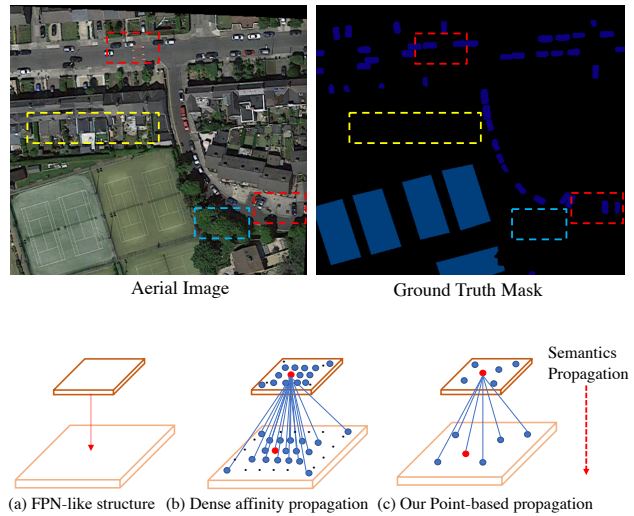 Aerial Image
Ground Truth Mask
Semantics
Propagation
(a) FPN-like structure
(b) Dense affinity propagation
(c) Our Point-based propagation